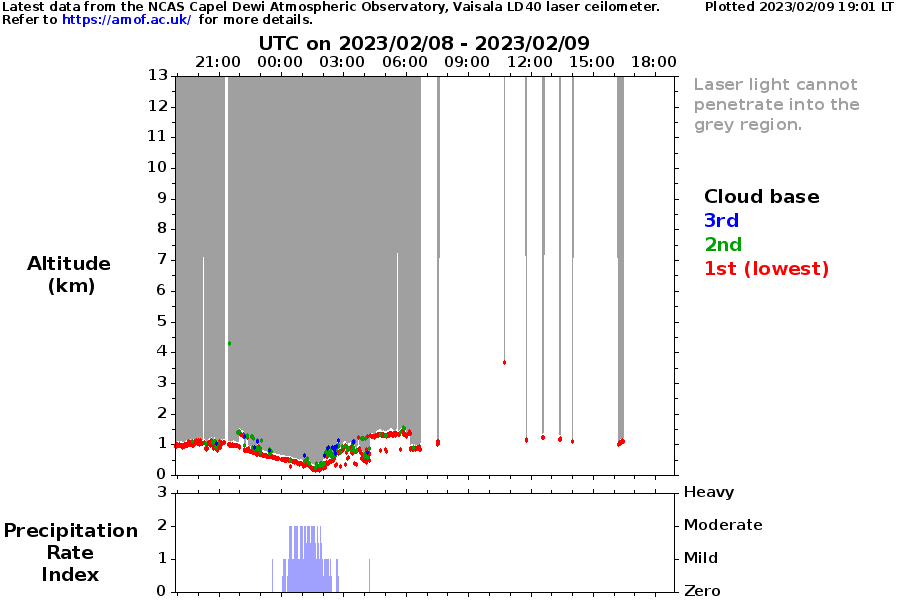 Latest data from the NCAS Capel Dewi Atmospheric Observatory, Vaisala LD40 laser ceilometer.
Plotted 2023/02/09 19:01 LT
Refer to https://amof.ac.uk/ for more details.
UTC on 2023/02/08 - 2023/02/09
21:00 00:00 03:00 06:00 09:00 12:00 15:00 18:00
13
12
11
10
9
8
7
6
5
4
3
2
1
0
Altitude
(km)
Laser light cannot
penetrate into the
grey region.
Cloud base
3rd
2nd
1st (lowest)
3
2
1
0
Precipitation
Rate
Index
Heavy
Moderate
Mild
Zero